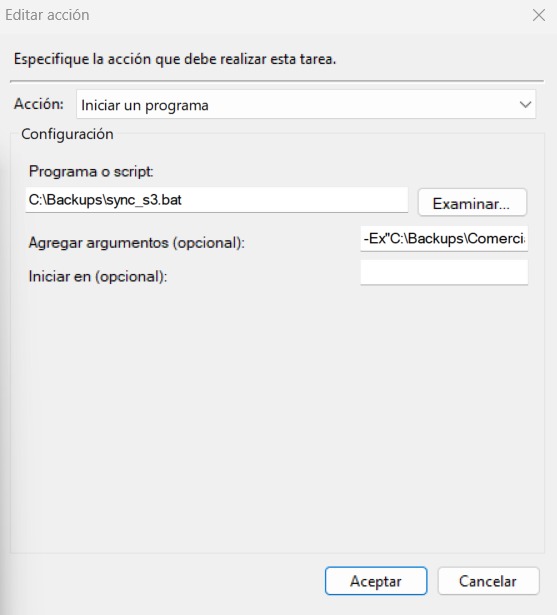 Editar acción
Especifique la acción que debe realizar esta tarea.
Acción: Iniciar un programa
Configuración
Programa o script:
C:\Backups\sync_s3.bat Examinar...
Agregar argumentos (opcional): -Ex"C:\Backups\Comerci
Iniciar en (opcional):
Aceptar Cancelar